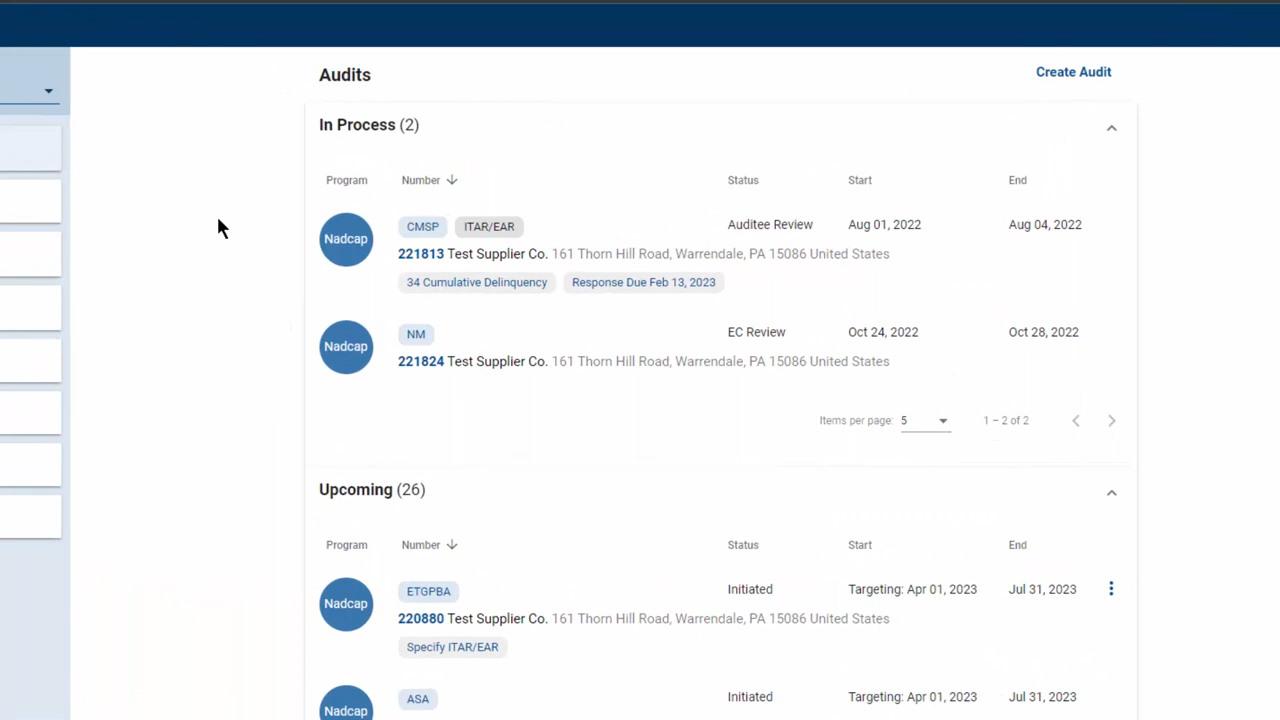 Audits
Create Audit
In Process (2)
Program Number Status Start End
Nadcap
CMSP ITAR/EAR Auditee Review Aug 01, 2022 Aug 04, 2022
221813 Test Supplier Co. 161 Thorn Hill Road, Warrendale, PA 15086 United States
34 Cumulative Delinquency Response Due Feb 13, 2023
Nadcap
NM EC Review Oct 24, 2022 Oct 28, 2022
221824 Test Supplier Co. 161 Thorn Hill Road, Warrendale, PA 15086 United States
Items per page: 5 1 – 2 of 2
Upcoming (26)
Program Number Status Start End
Nadcap
ETGPBA Initiated Targeting: Apr 01, 2023 Jul 31, 2023
220880 Test Supplier Co. 161 Thorn Hill Road, Warrendale, PA 15086 United States
Specify ITAR/EAR
Nadcap
ASA Initiated Targeting: Apr 01, 2023 Jul 31, 2023